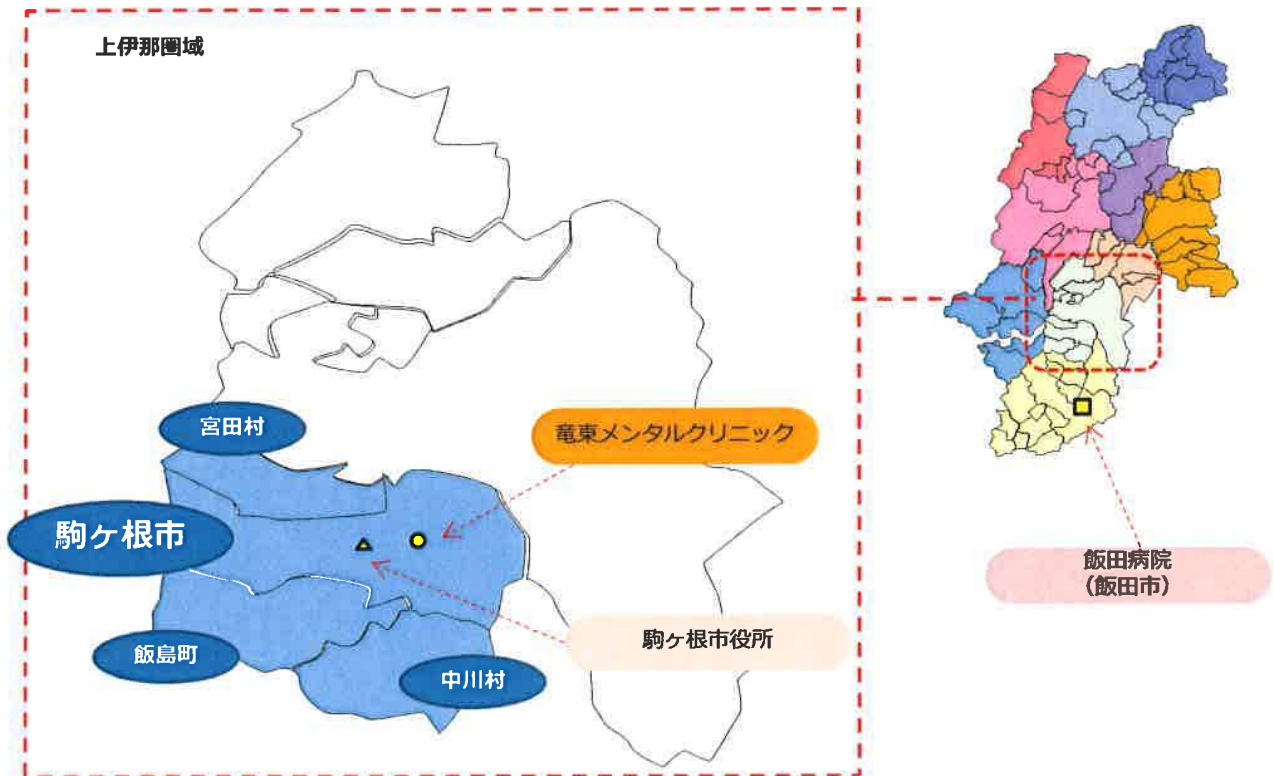 上伊那圏域
宮田村
竜東メンタルクリニック
駒ヶ根市
飯田病院
（飯田市）
駒ヶ根市役所
飯島町
中川村